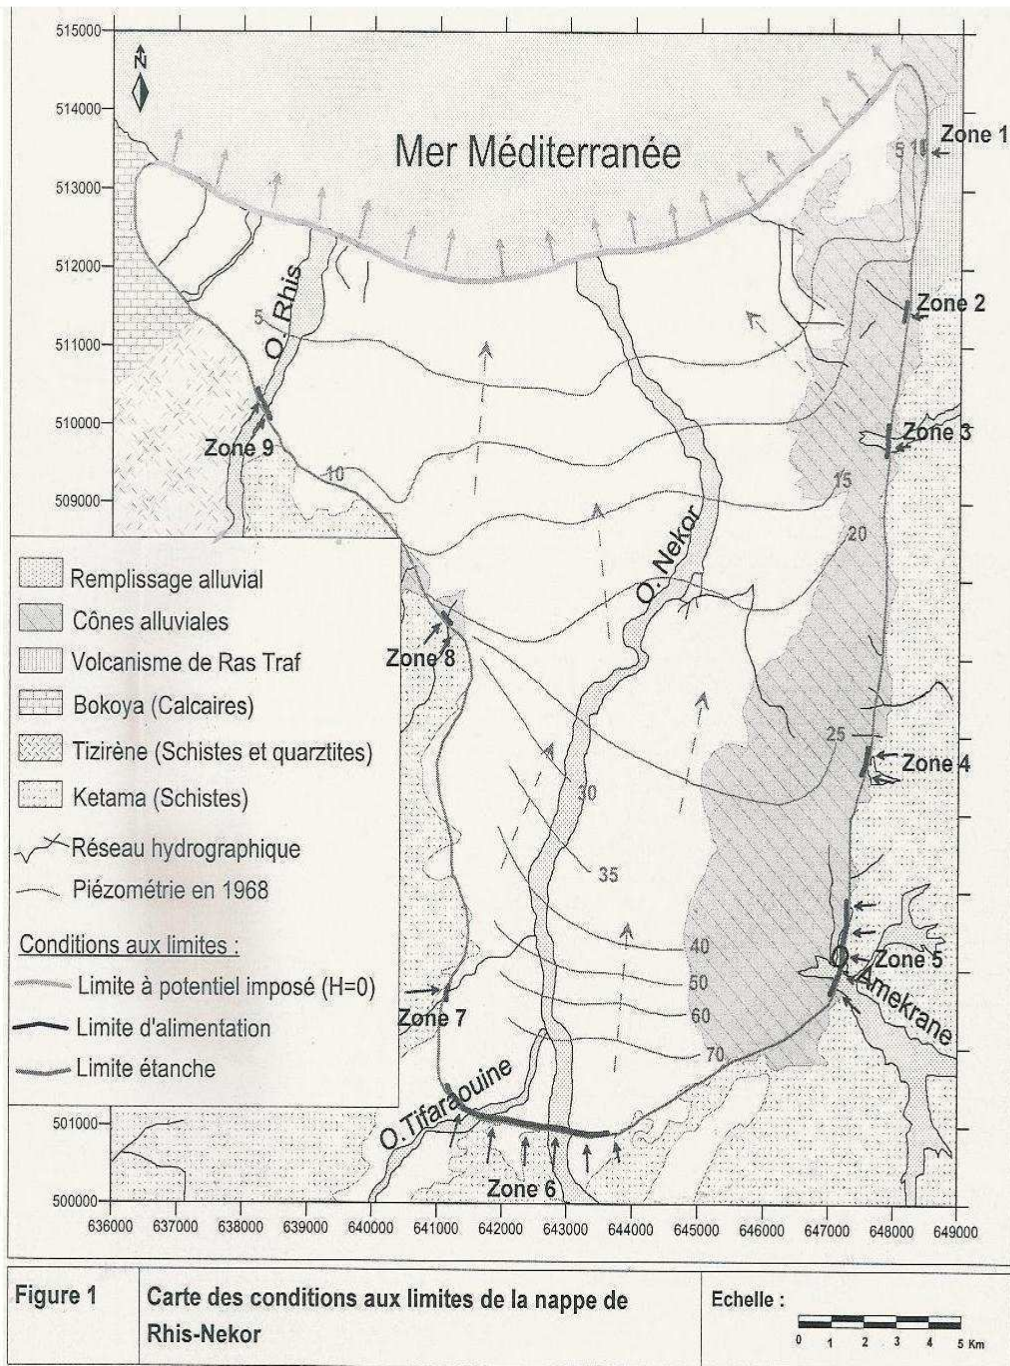 515000
514000
513000
512000
511000
510000
509000
501000
500000
N
Mer Méditerranée
Zone 1
5
Zone 2
Zone 3
15
20
O. Rhis
5
Zone 9
10
O. Nekor
Zone 8
25
Zone 4
30
35
40
50
60
70
Zone 5
O. Amekrane
Zone 7
O.Tifaraouine
Zone 6
Remplissage alluvial
Cônes alluviales
Volcanisme de Ras Traf
Bokoya (Calcaires)
Tizirène (Schistes et quarztites)
Ketama (Schistes)
Réseau hydrographique
Piézométrie en 1968
Conditions aux limites :
Limite à potentiel imposé (H=0)
Limite d'alimentation
Limite étanche
636000 637000 638000 639000 640000 641000 642000 643000 644000 645000 646000 647000 648000 649000
Figure 1
Carte des conditions aux limites de la nappe de
Rhis-Nekor
Echelle :
0 1 2 3 4 5 Km